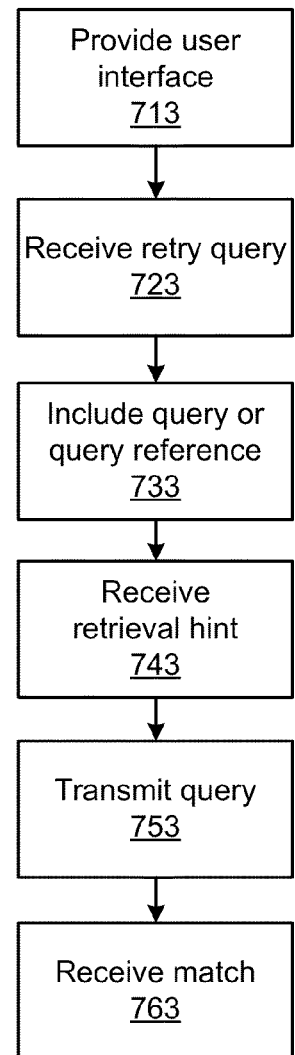 Provide user
interface
713
Receive retry query
723
Include query or
query reference
733
Receive
retrieval hint
743
Transmit query
753
Receive match
763